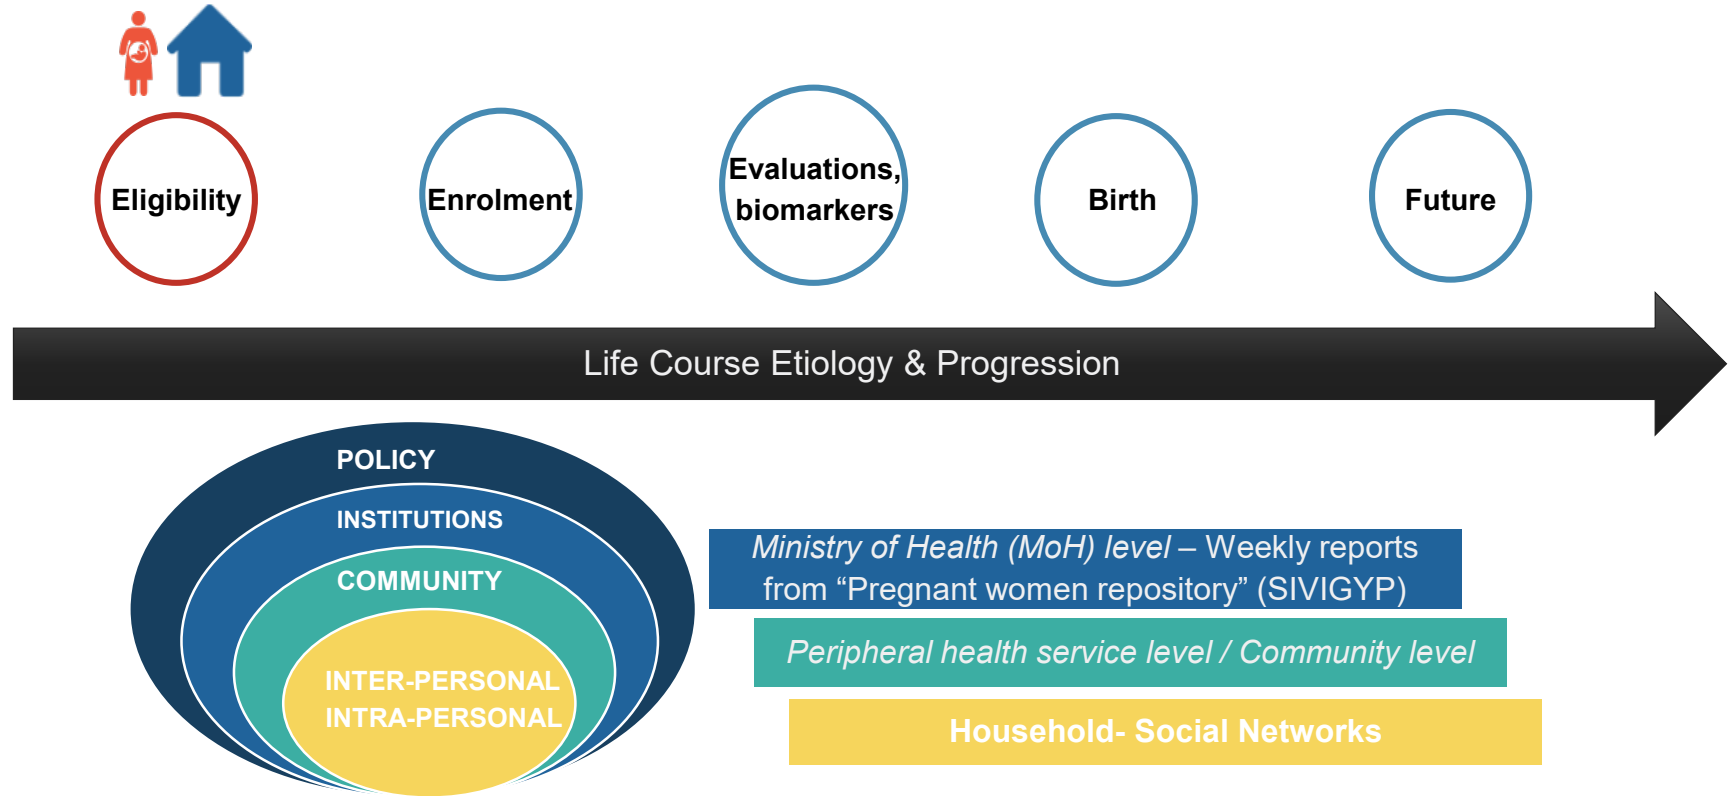 Eligibility
Enrolment
Evaluations,
biomarkers
Birth
Future
Life Course Etiology & Progression
POLICY
INSTITUTIONS
COMMUNITY
INTER-PERSONAL
INTRA-PERSONAL
Ministry of Health (MoH) level – Weekly reports
from “Pregnant women repository” (SIVIGYP)
Peripheral health service level / Community level
Household- Social Networks